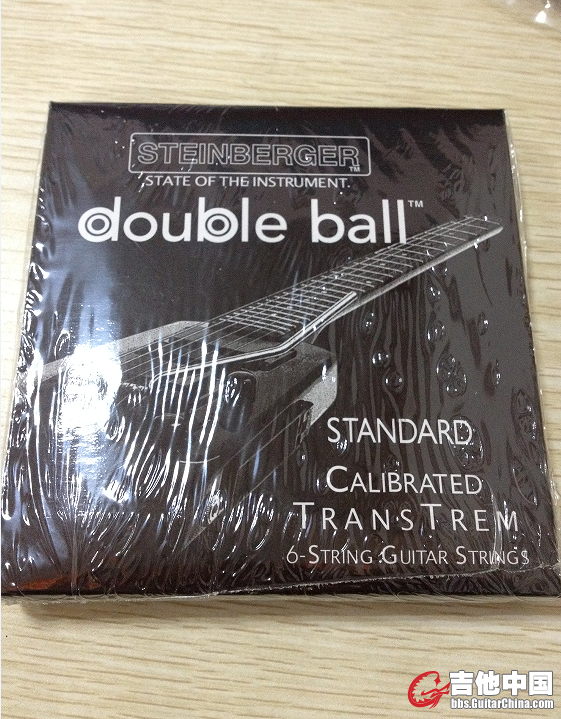 STEINBERGER™
STATE OF THE INSTRUMENT.
double ball™
STANDARD
CALIBRATED
TRANSTREM
6-STRING GUITAR STRINGS
吉他中国
bbs.GuitarChina.com